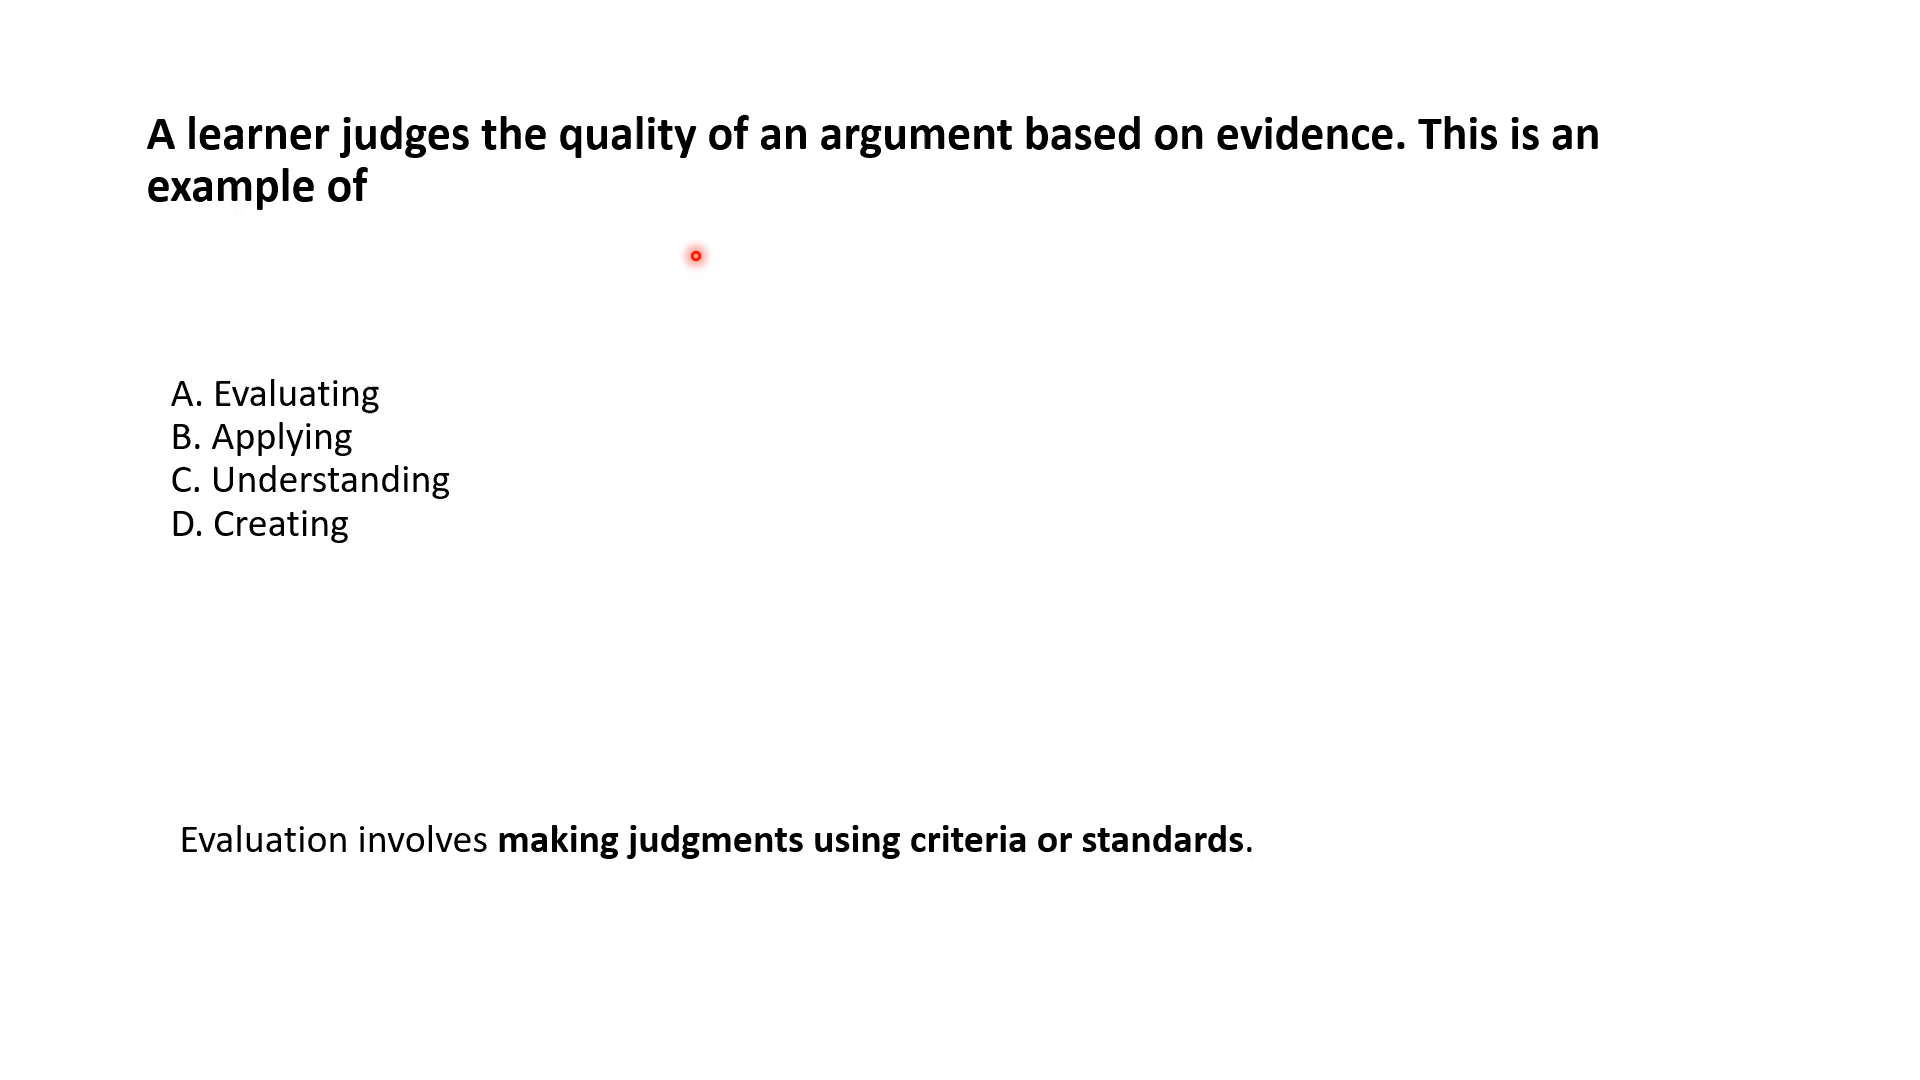 A learner judges the quality of an argument based on evidence. This is an
example of
A. Evaluating
B. Applying
C. Understanding
D. Creating
Evaluation involves making judgments using criteria or standards.